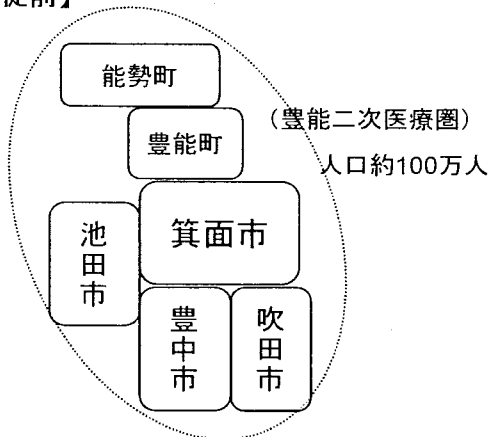 能勢町
豊能町
（豊能二次医療圏）
人口約100万人
箕面市
池田市
豊中市
吹田市